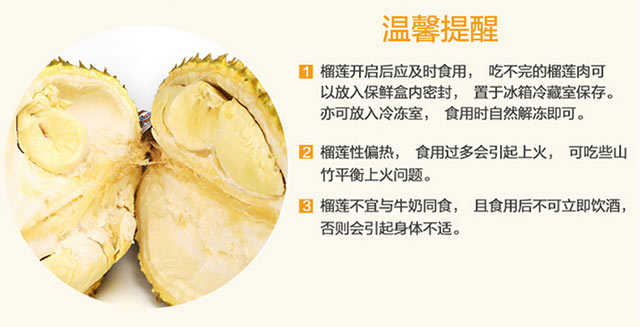 温馨提醒
1 榴莲开启后应及时食用， 吃不完的榴莲肉可
以放入保鲜盒内密封， 置于冰箱冷藏室保存。
亦可放入冷冻室， 食用时自然解冻即可。
2 榴莲性偏热， 食用过多会引起上火， 可吃些山
竹平衡上火问题。
3 榴莲不宜与牛奶同食， 且食用后不可立即饮酒，
否则会引起身体不适。